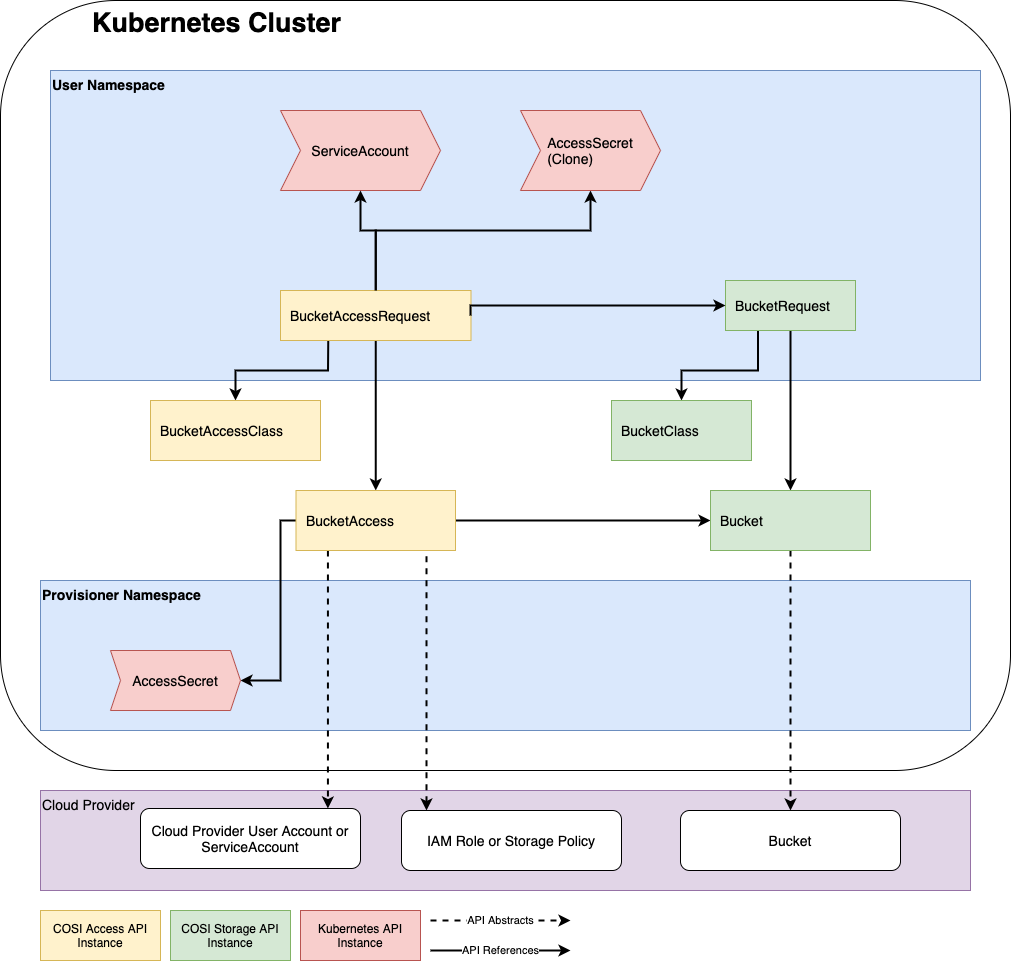 Kubernetes Cluster
User Namespace
ServiceAccount
AccessSecret
(Clone)
BucketAccessRequest
BucketRequest
BucketAccessClass
BucketClass
BucketAccess
Bucket
Provisioner Namespace
AccessSecret
Cloud Provider
Cloud Provider User Account or
ServiceAccount
IAM Role or Storage Policy
Bucket
COSI Access API
Instance
COSI Storage API
Instance
Kubernetes API
Instance
API Abstracts
API References